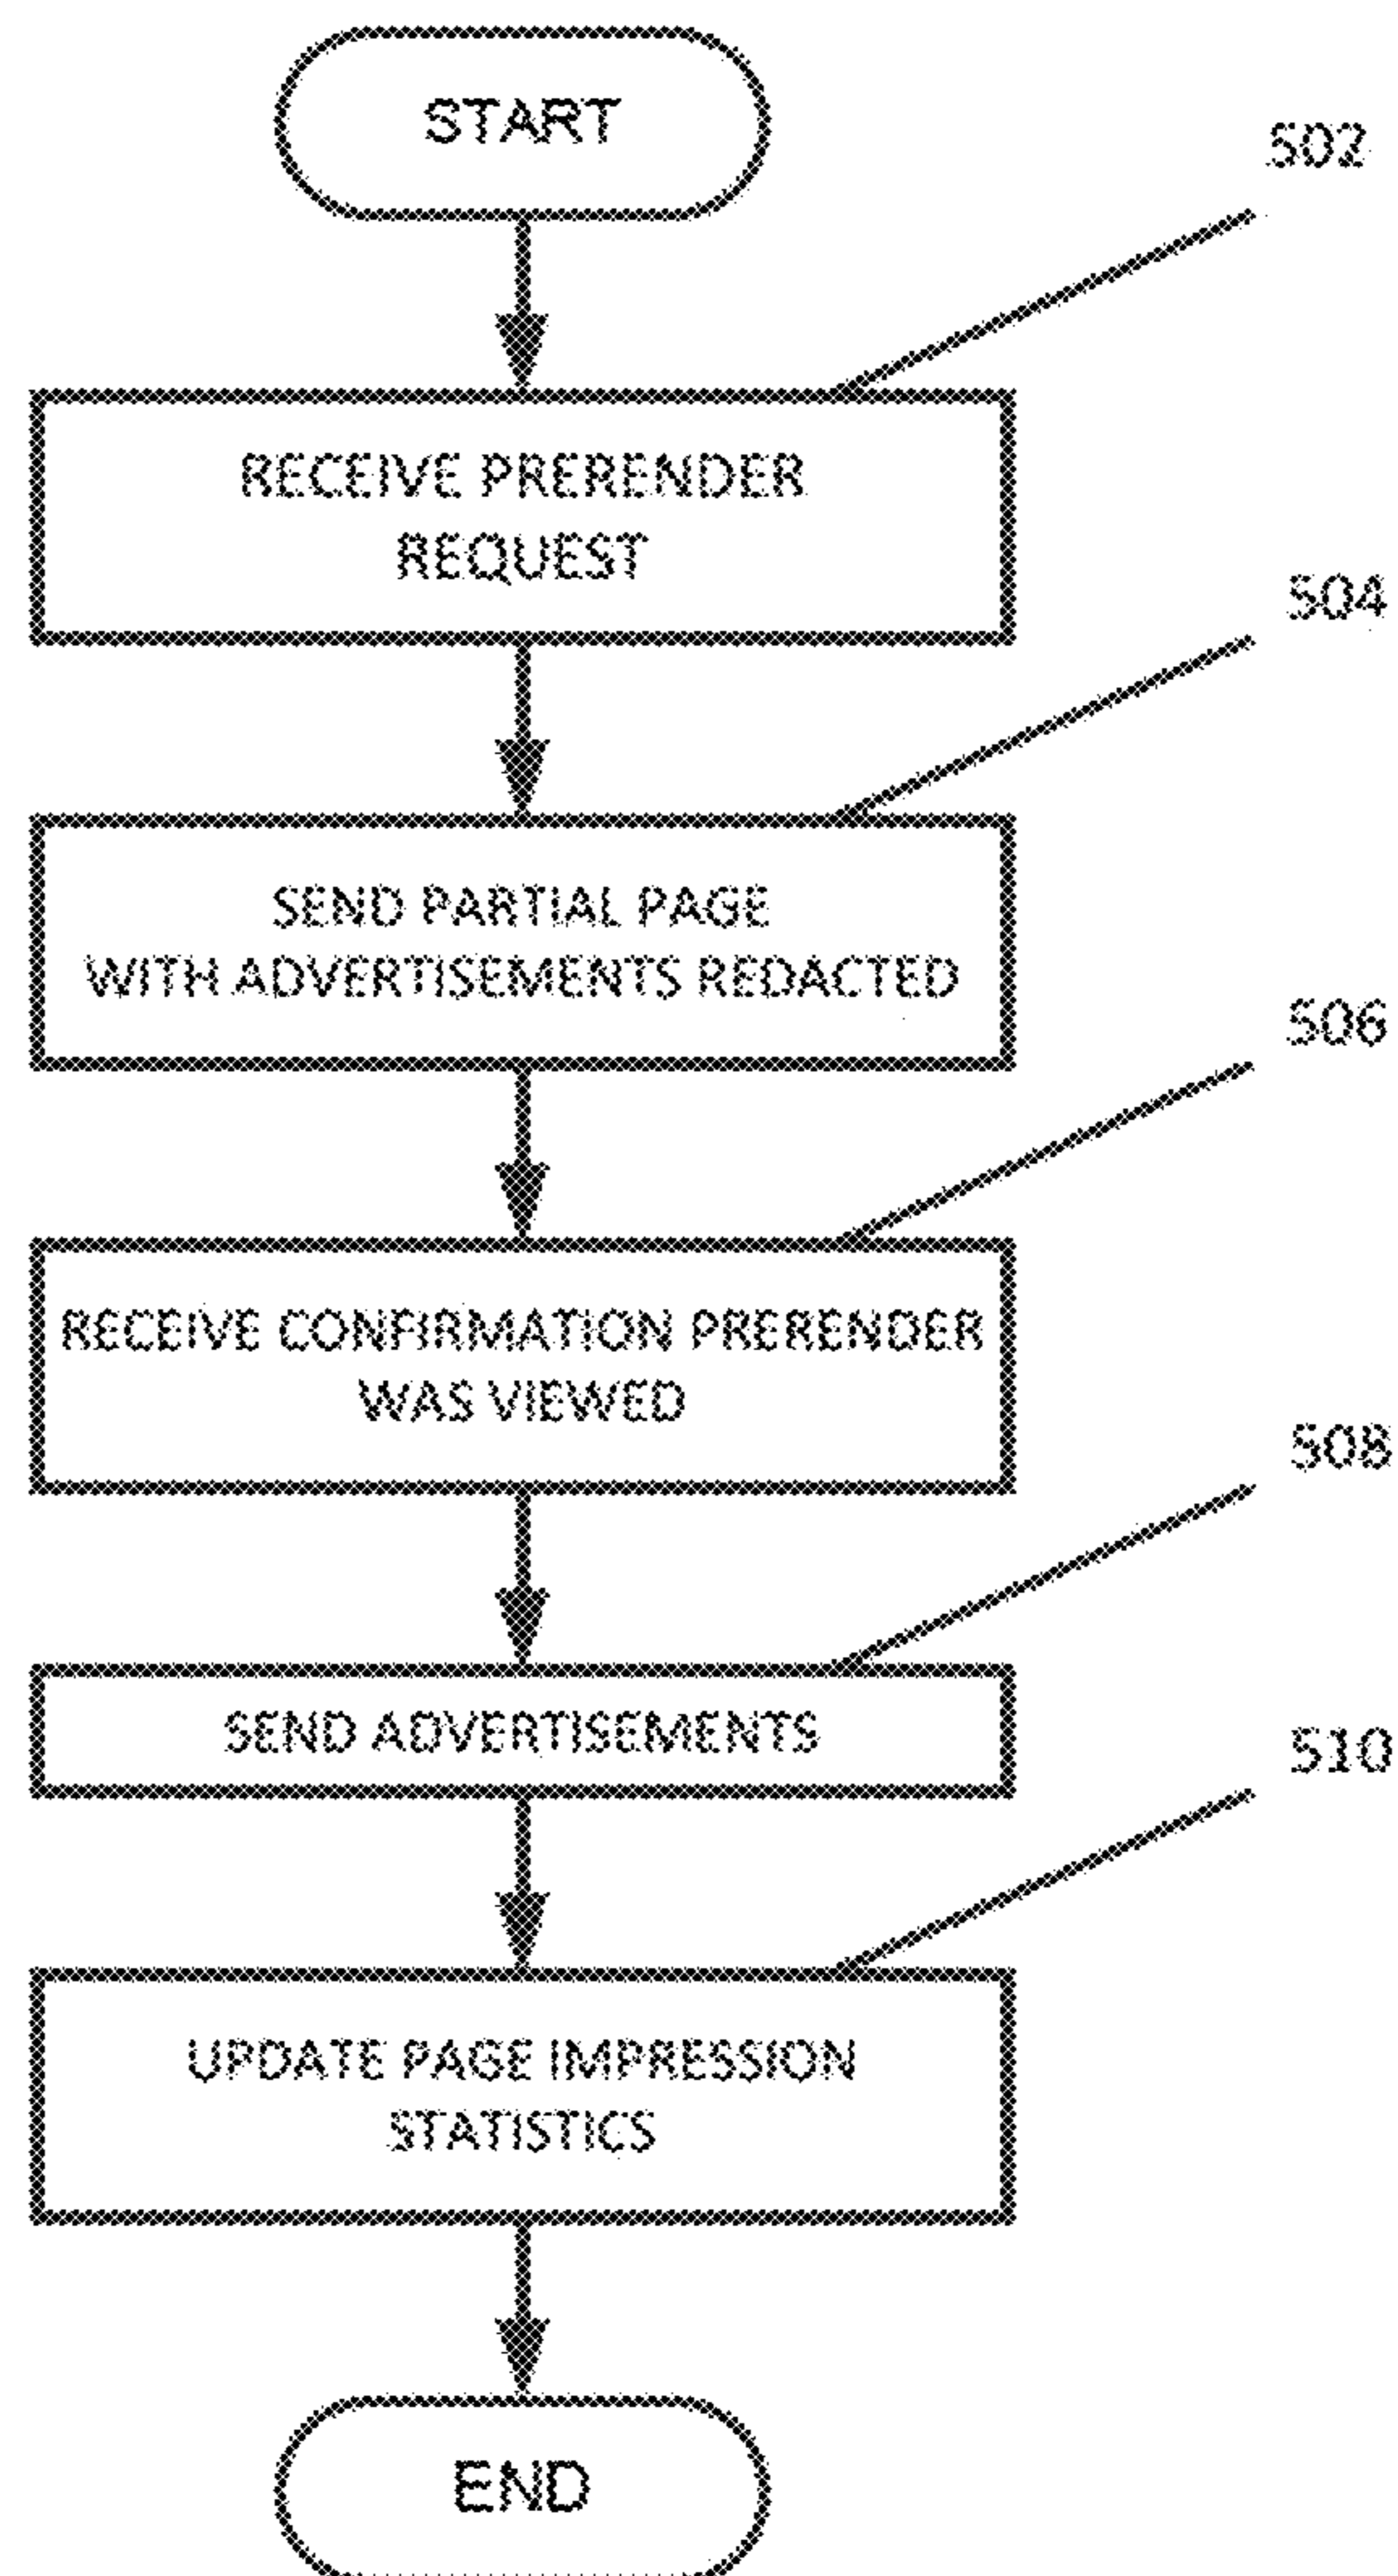 START
502
RECEIVE PRERENDER
REQUEST
504
SEND PARTIAL PAGE
WITH ADVERTISEMENTS REDACTED
506
RECEIVE CONFIRMATION PRERENDER
WAS VIEWED
508
SEND ADVERTISEMENTS
510
UPDATE PAGE IMPRESSION
STATISTICS
END